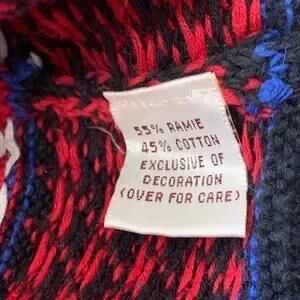 55% RAMIE
45% COTTON
EXCLUSIVE OF
DECORATION
(OVER FOR CARE)